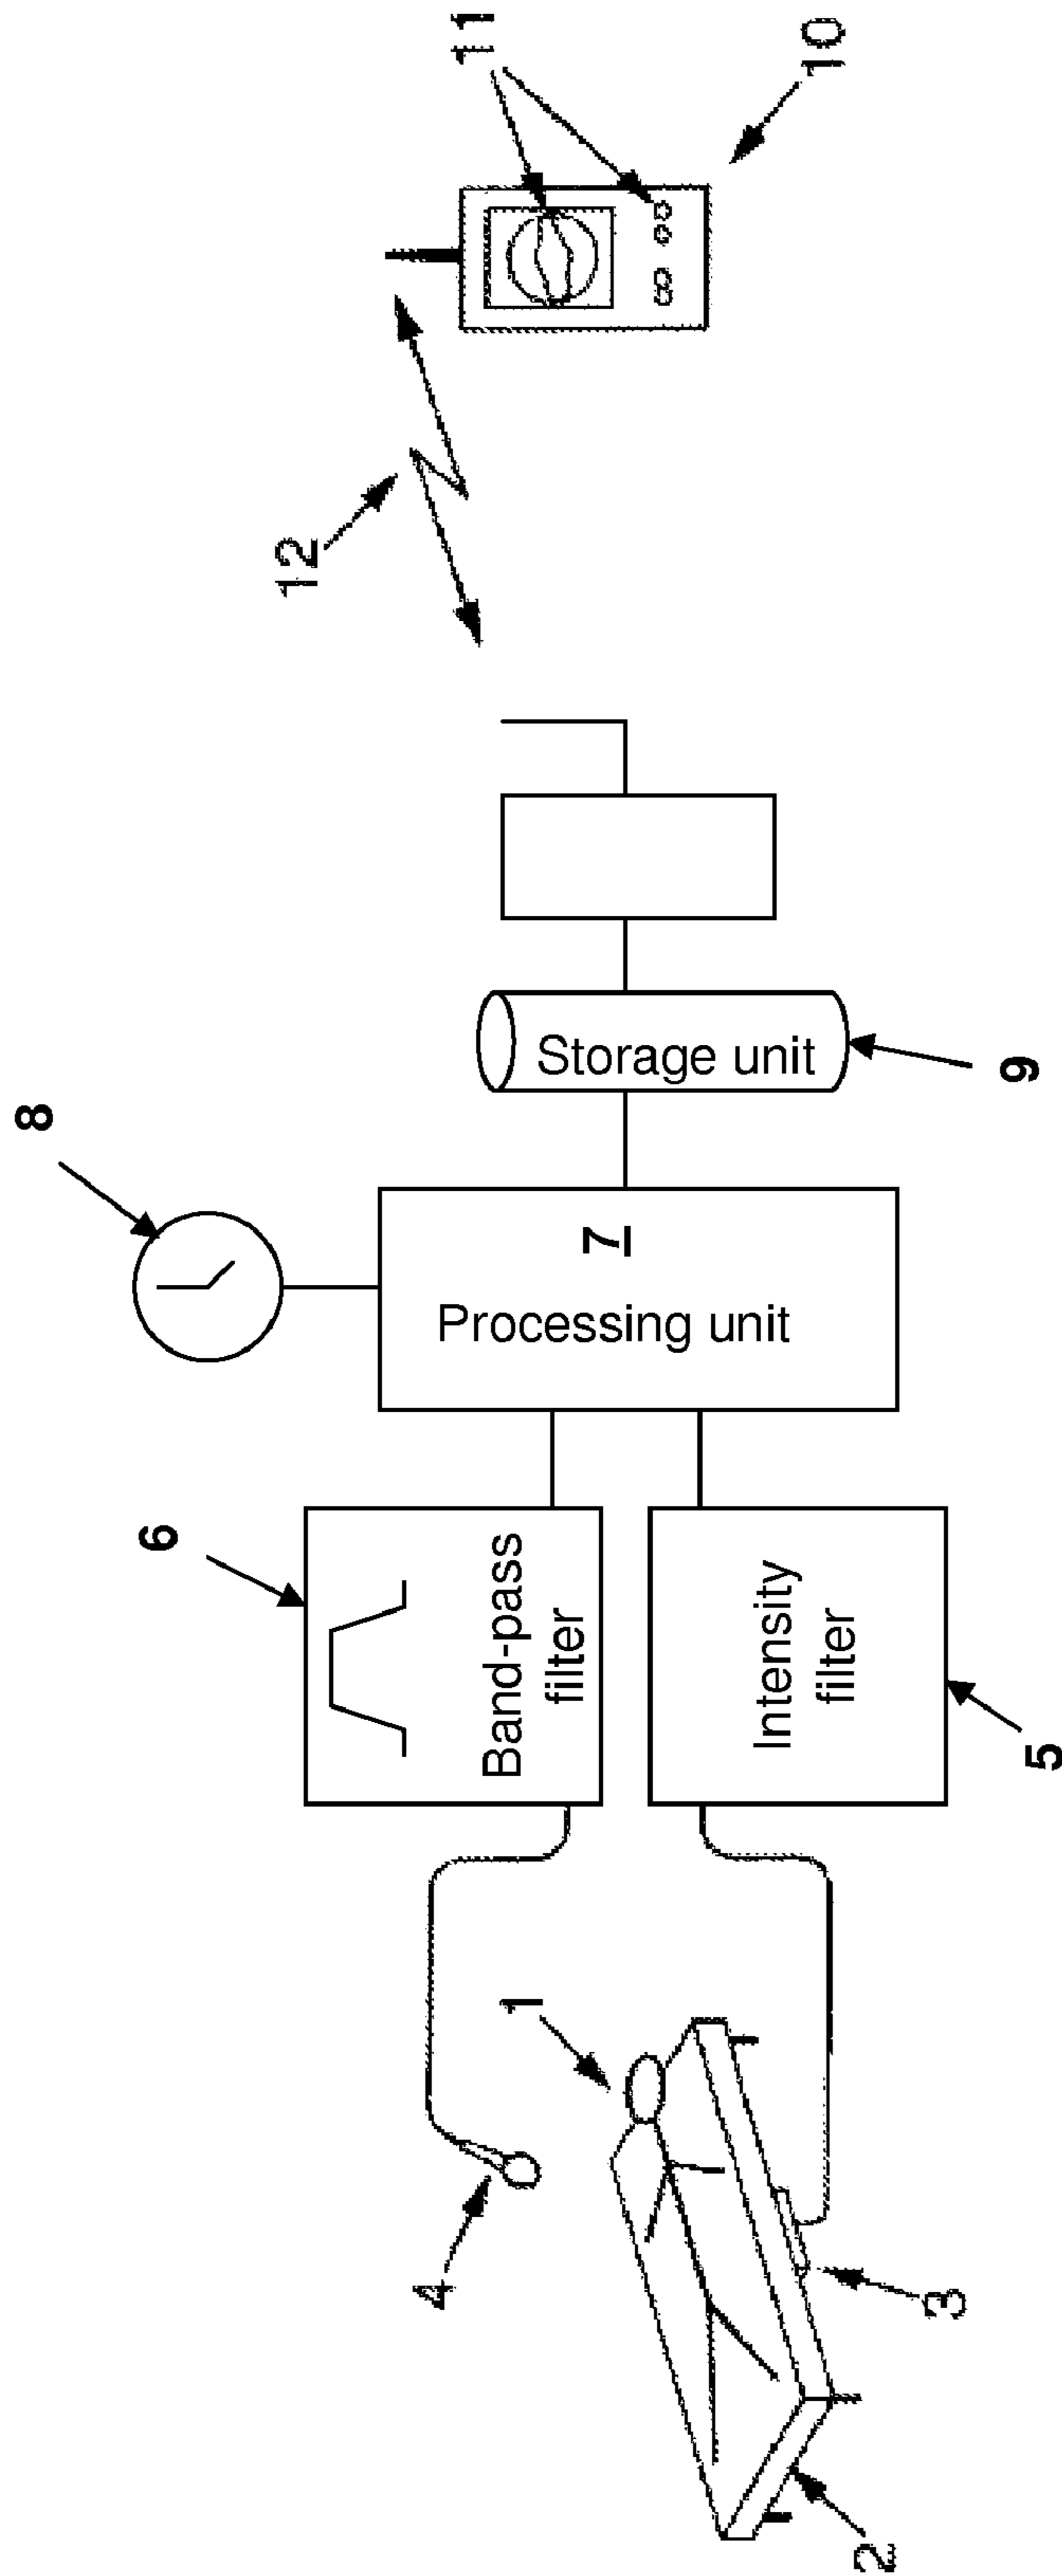 8
6
4
1
12
11
10
Band-pass
filter
Processing unit
7
Storage unit
Intensity
filter
9
5
3
2